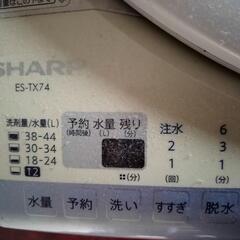 SHARP
ES-TX74
洗剤量/水量(L)
38-44
30-34
18-24
12
予約 水量 残り
(時間後) (L) (分)
(分)
注水 6
2 3
1 1
(回) (分)
水量 予約 洗い すすぎ 脱水